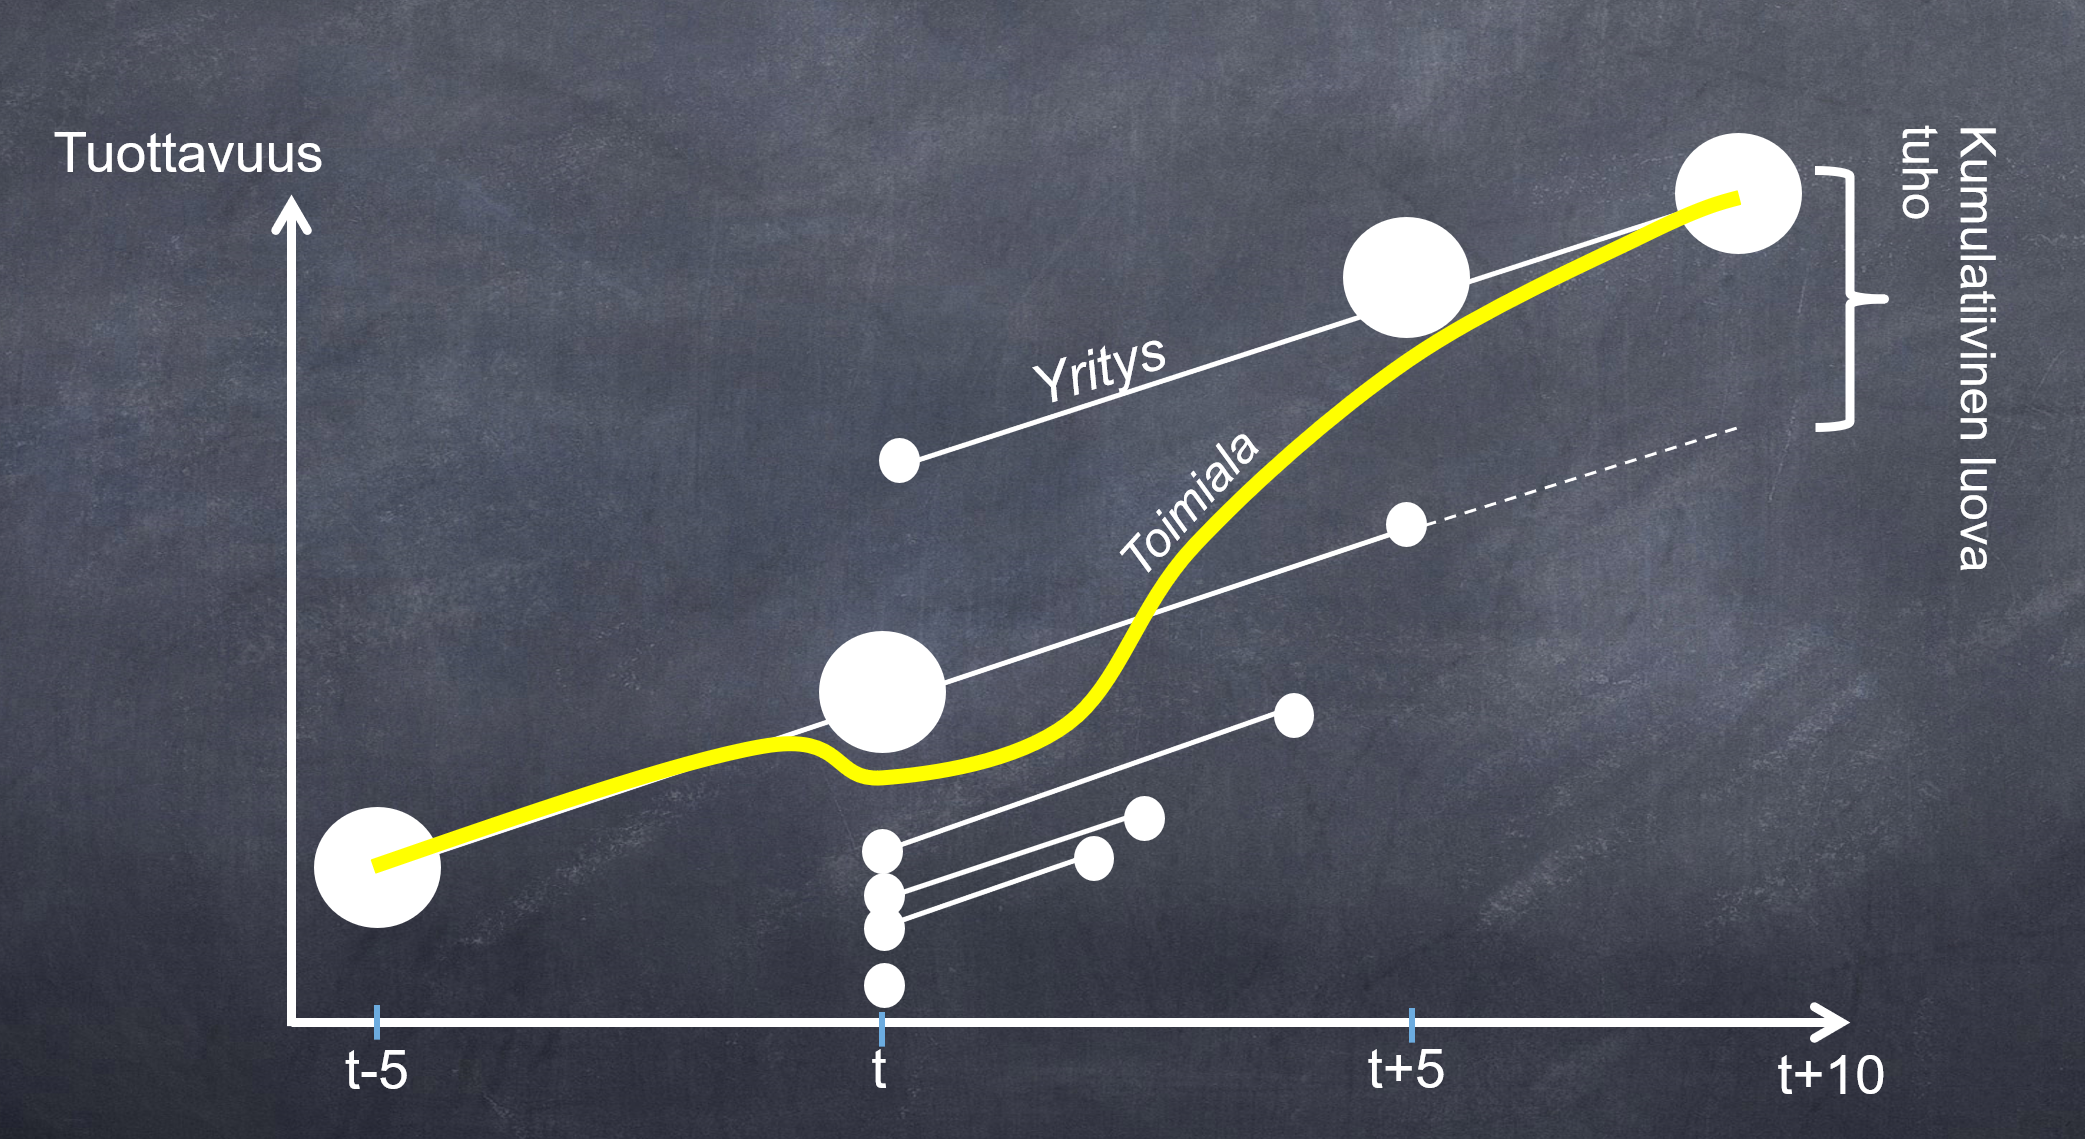 Tuottavuus
Kumulatiivinen luova
tuho
Yritys
Toimiala
t-5
t
t+5
t+10